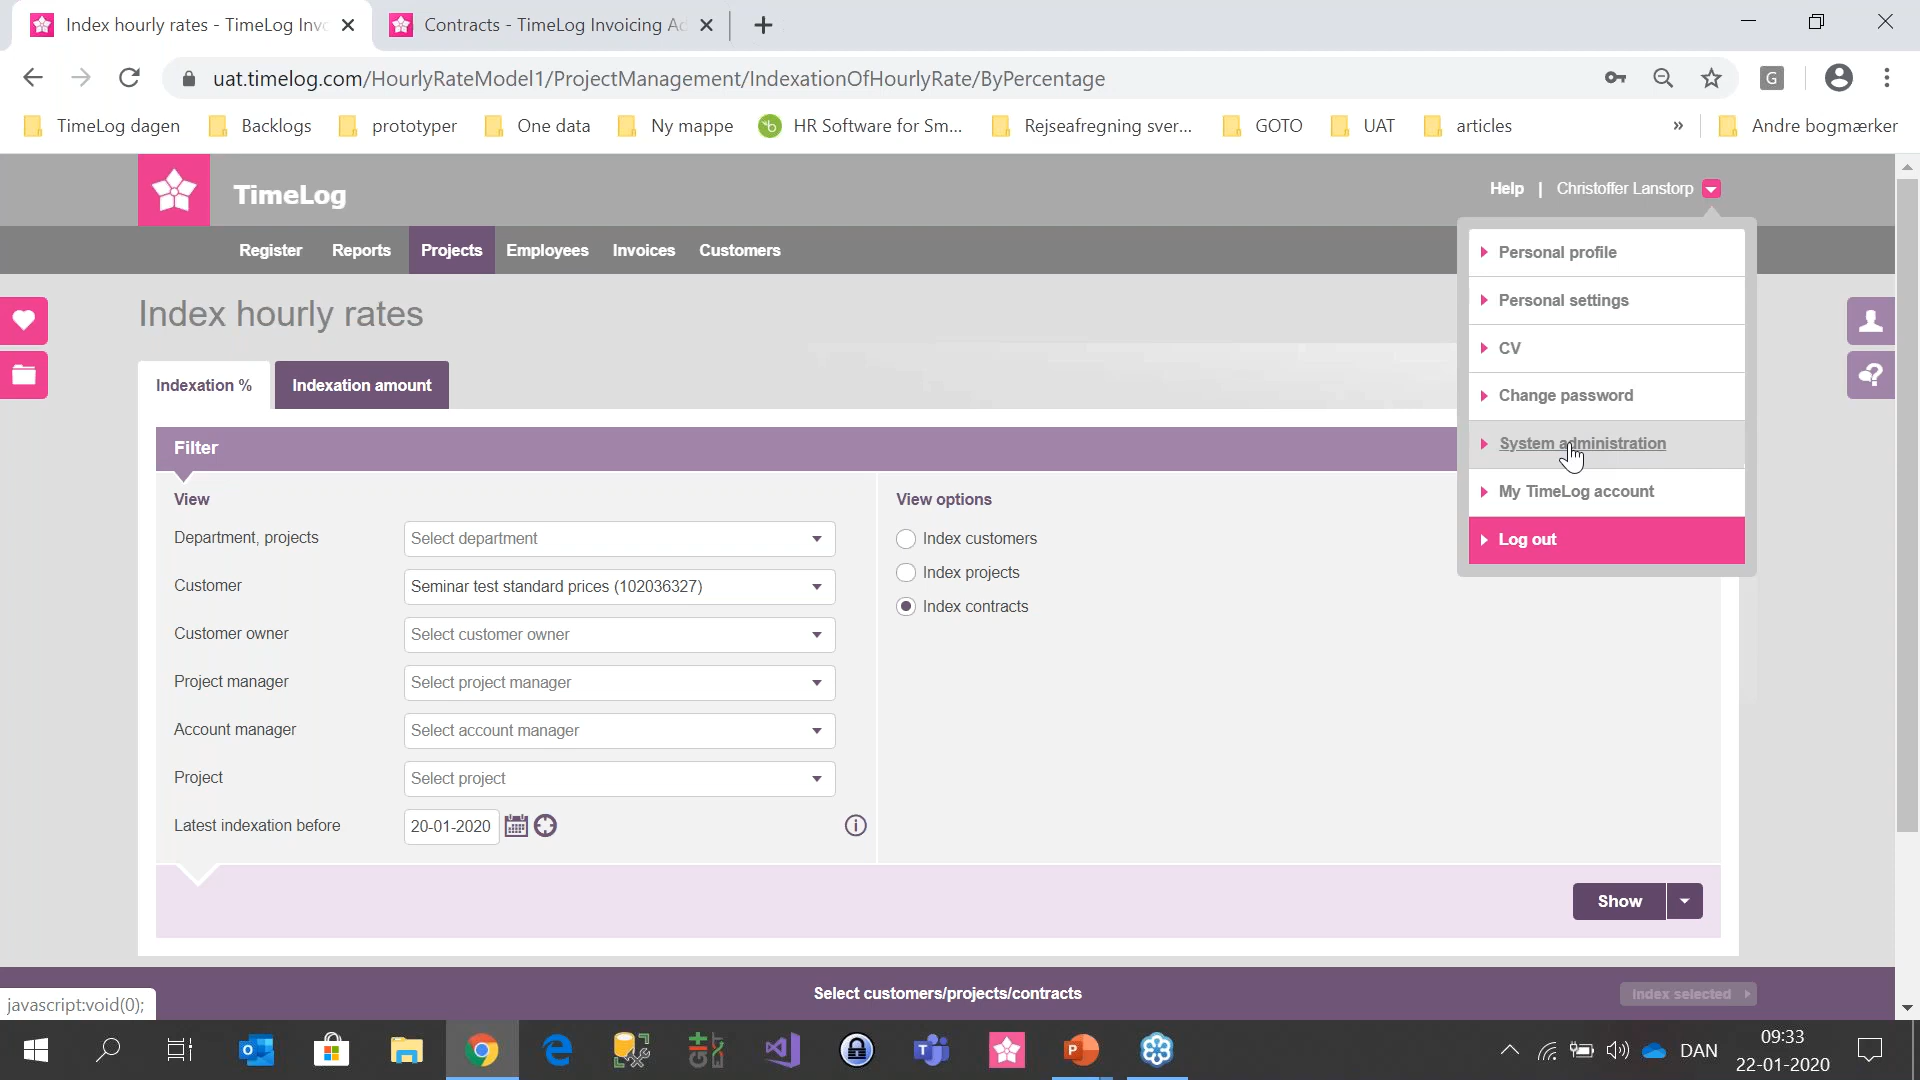 Index hourly rates - TimeLog Inv
Contracts - TimeLog Invoicing Ad
uat.timelog.com/HourlyRateModel1/ProjectManagement/IndexationOfHourlyRate/ByPercentage
G
TimeLog dagen
Backlogs
prototyper
One data
Ny mappe
HR Software for Sm...
Rejseafregning sver...
GOTO
UAT
articles
»
Andre bogmærker
TimeLog
Help | Christoffer Lanstorp
Register
Reports
Projects
Employees
Invoices
Customers
Personal profile
Personal settings
CV
Change password
System administration
My TimeLog account
Log out
Index hourly rates
Indexation %
Indexation amount
Filter
View
Department, projects
Select department
Customer
Seminar test standard prices (102036327)
Customer owner
Select customer owner
Project manager
Select project manager
Account manager
Select account manager
Project
Select project
Latest indexation before
20-01-2020
View options
Index customers
Index projects
Index contracts
Show
Select customers/projects/contracts
Index selected
javascript:void(0);
DAN
09:33
22-01-2020